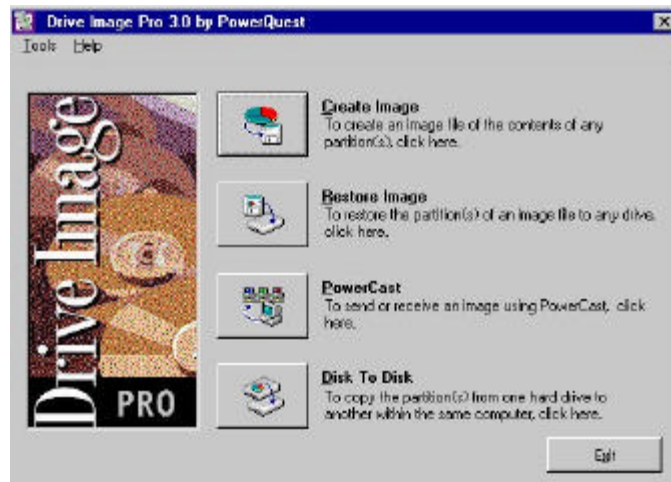 Drive Image Pro 3.0 by PowerQuest
Tools Help
Drive Image
PRO
Create Image
To create an image file of the contents of any
partition(s), click here.
Restore Image
To restore the partition(s) of an image file to any drive,
click here.
PowerCast
To send or receive an image using PowerCast, click
here.
Disk To Disk
To copy the partition(s) from one hard drive to
another within the same computer, click here.
Exit